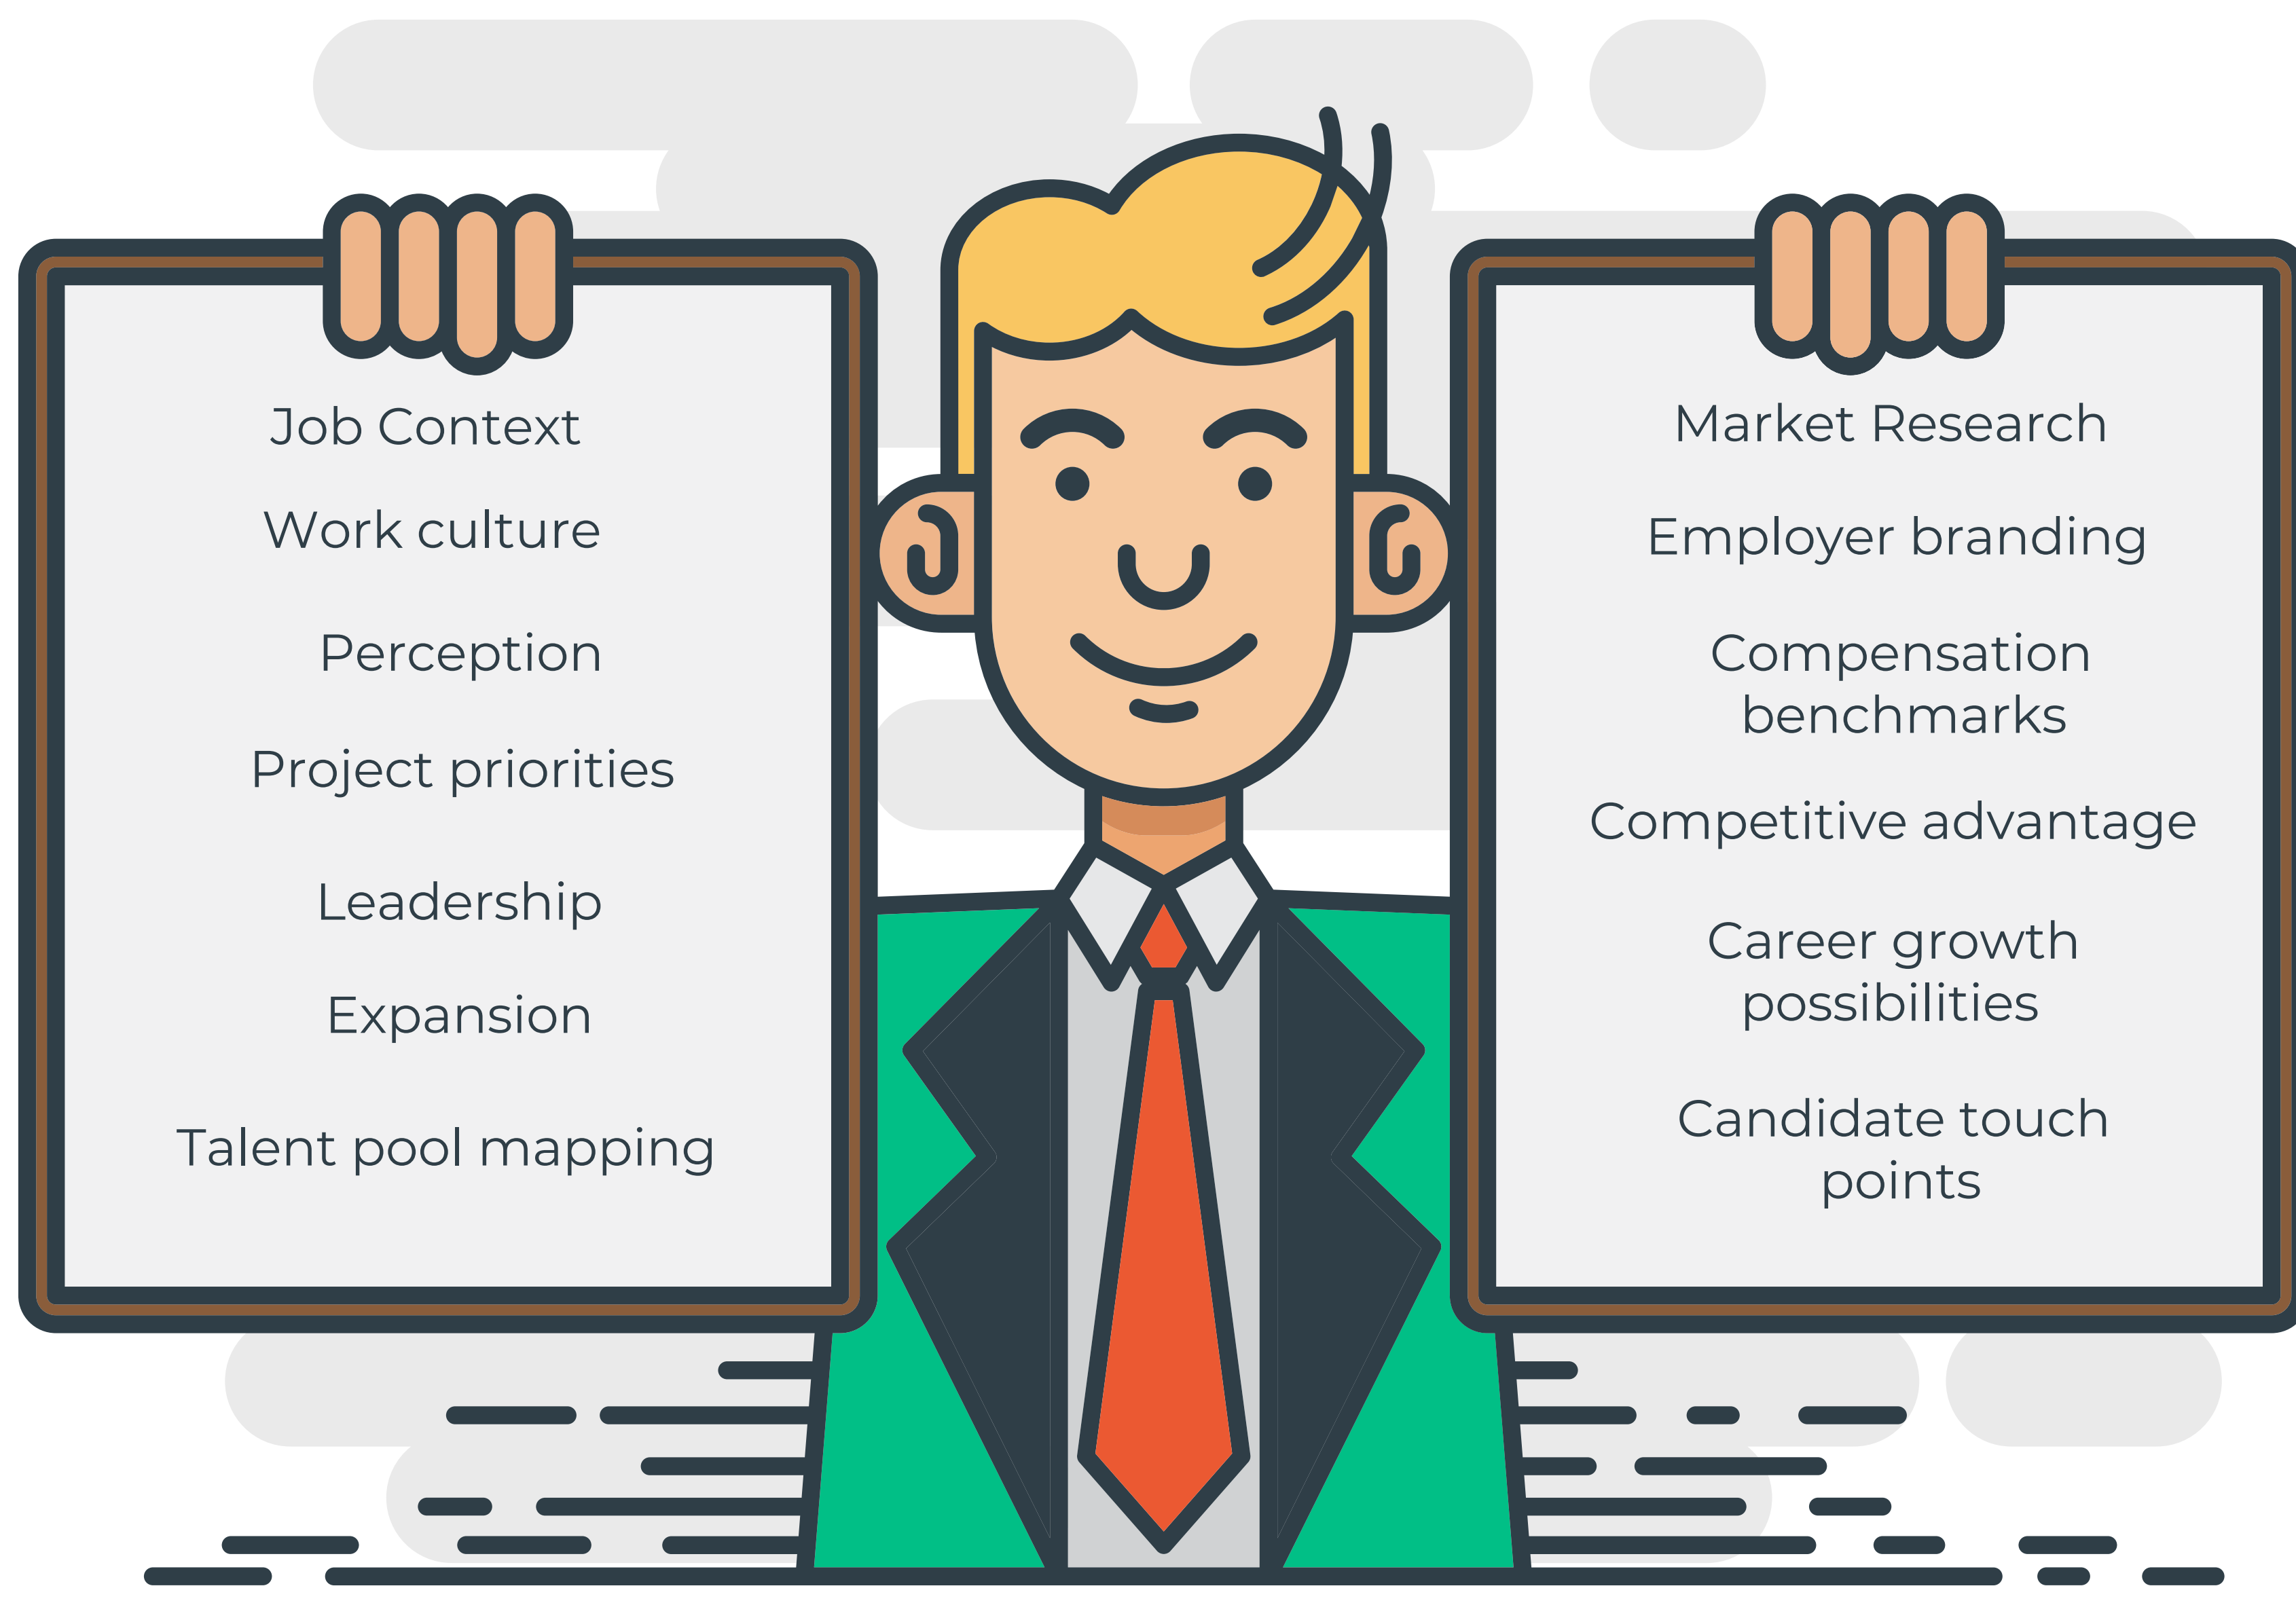 Job Context
Work culture
Perception
Project priorities
Leadership
Expansion
Talent pool mapping
Market Research
Employer branding
Compensation
benchmarks
Competitive advantage
Career growth
possibilities
Candidate touch
points